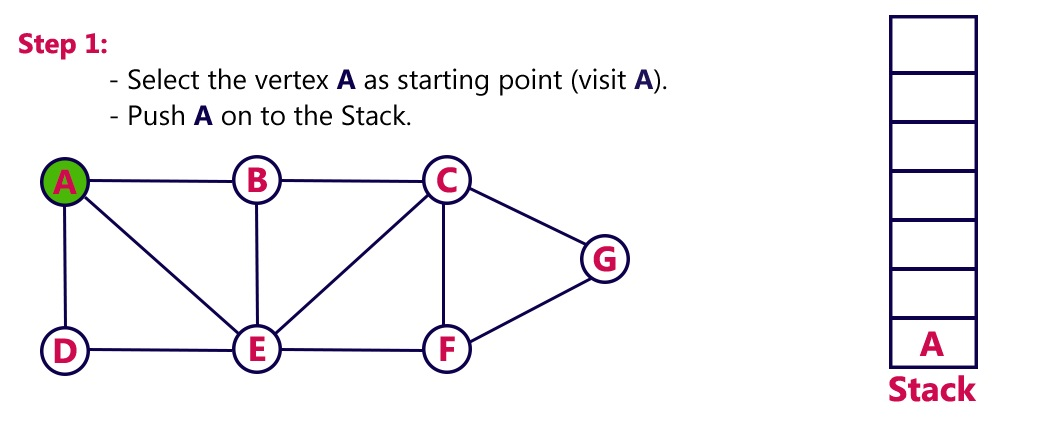 Step 1:
- Select the vertex A as starting point (visit A).
- Push A on to the Stack.
A B C
G
D E F
A
Stack